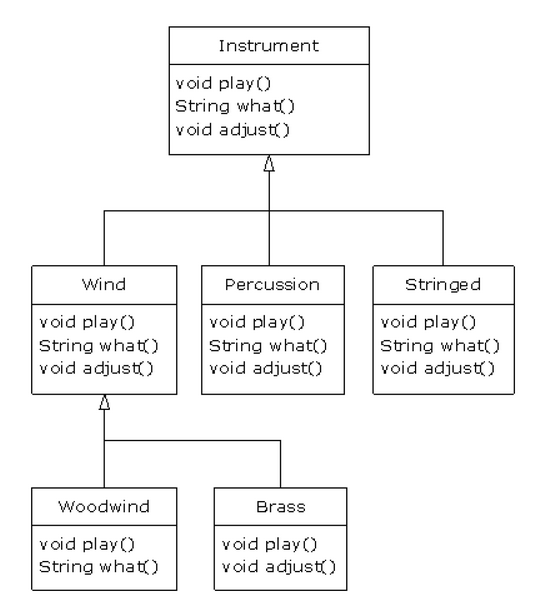 Instrument
void play()
String what()
void adjust()
Wind
void play()
String what()
void adjust()
Percussion
void play()
String what()
void adjust()
Stringed
void play()
String what()
void adjust()
Woodwind
void play()
String what()
Brass
void play()
void adjust()